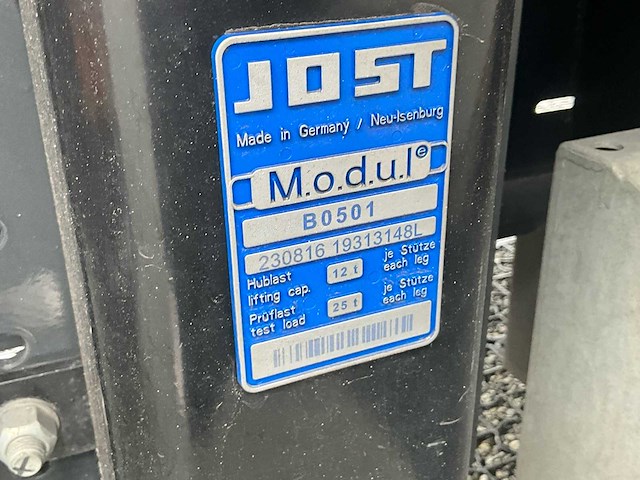 JOST
Made in Germany / Neu-Isenburg
M.o.d.u.l e
B0501
230816 19313148L
Hublast 12 t je Stütze
lifting cap. each leg
Prüflast 25 t je Stütze
test load each leg